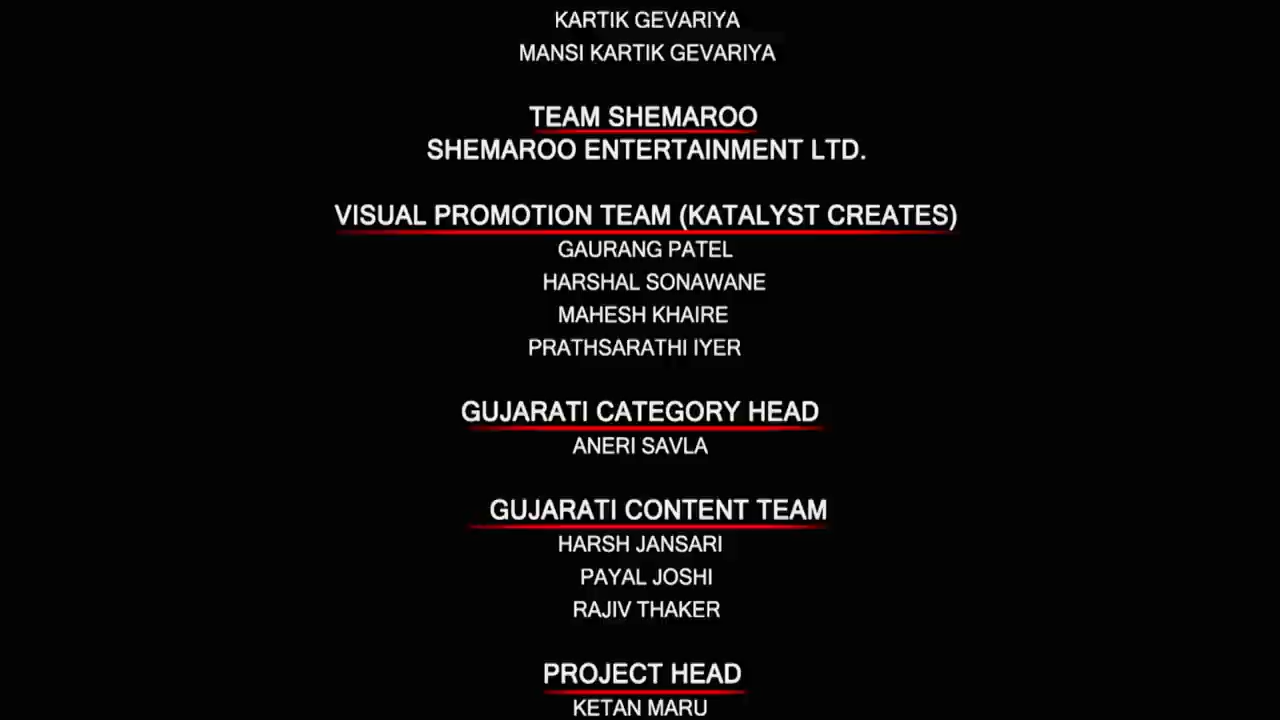 KARTIK GEVARIYA
MANSI KARTIK GEVARIYA
TEAM SHEMAROO
SHEMAROO ENTERTAINMENT LTD.
VISUAL PROMOTION TEAM (KATALYST CREATES)
GAURANG PATEL
HARSHAL SONAWANE
MAHESH KHAIRE
PRATHSARATHI IYER
GUJARATI CATEGORY HEAD
ANERI SAVLA
GUJARATI CONTENT TEAM
HARSH JANSARI
PAYAL JOSHI
RAJIV THAKER
PROJECT HEAD
KETAN MARU